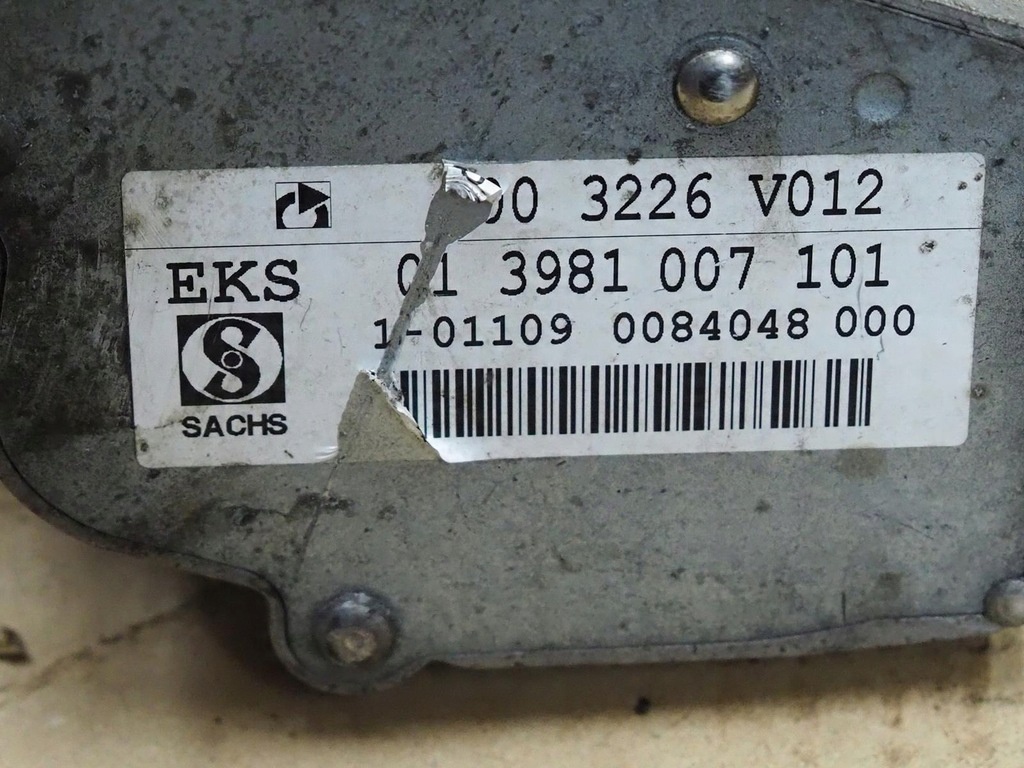 00 3226 V012
EKS 01 3981 007 101
1-01109 0084048 000
SACHS